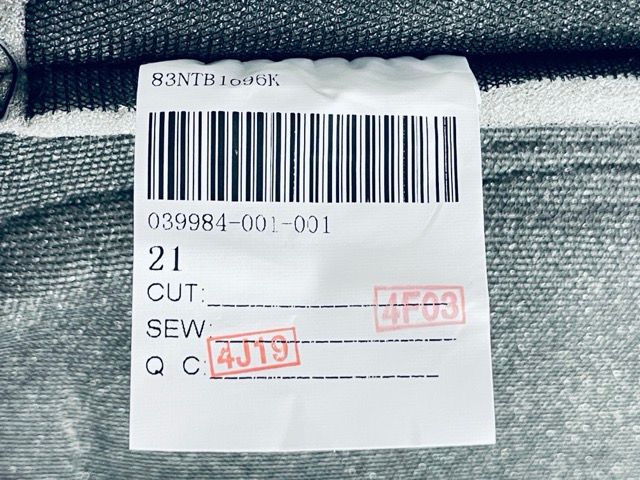 83NTB1696K
039984-001-001
21
CUT: 4F03
SEW:
Q C: 4J19